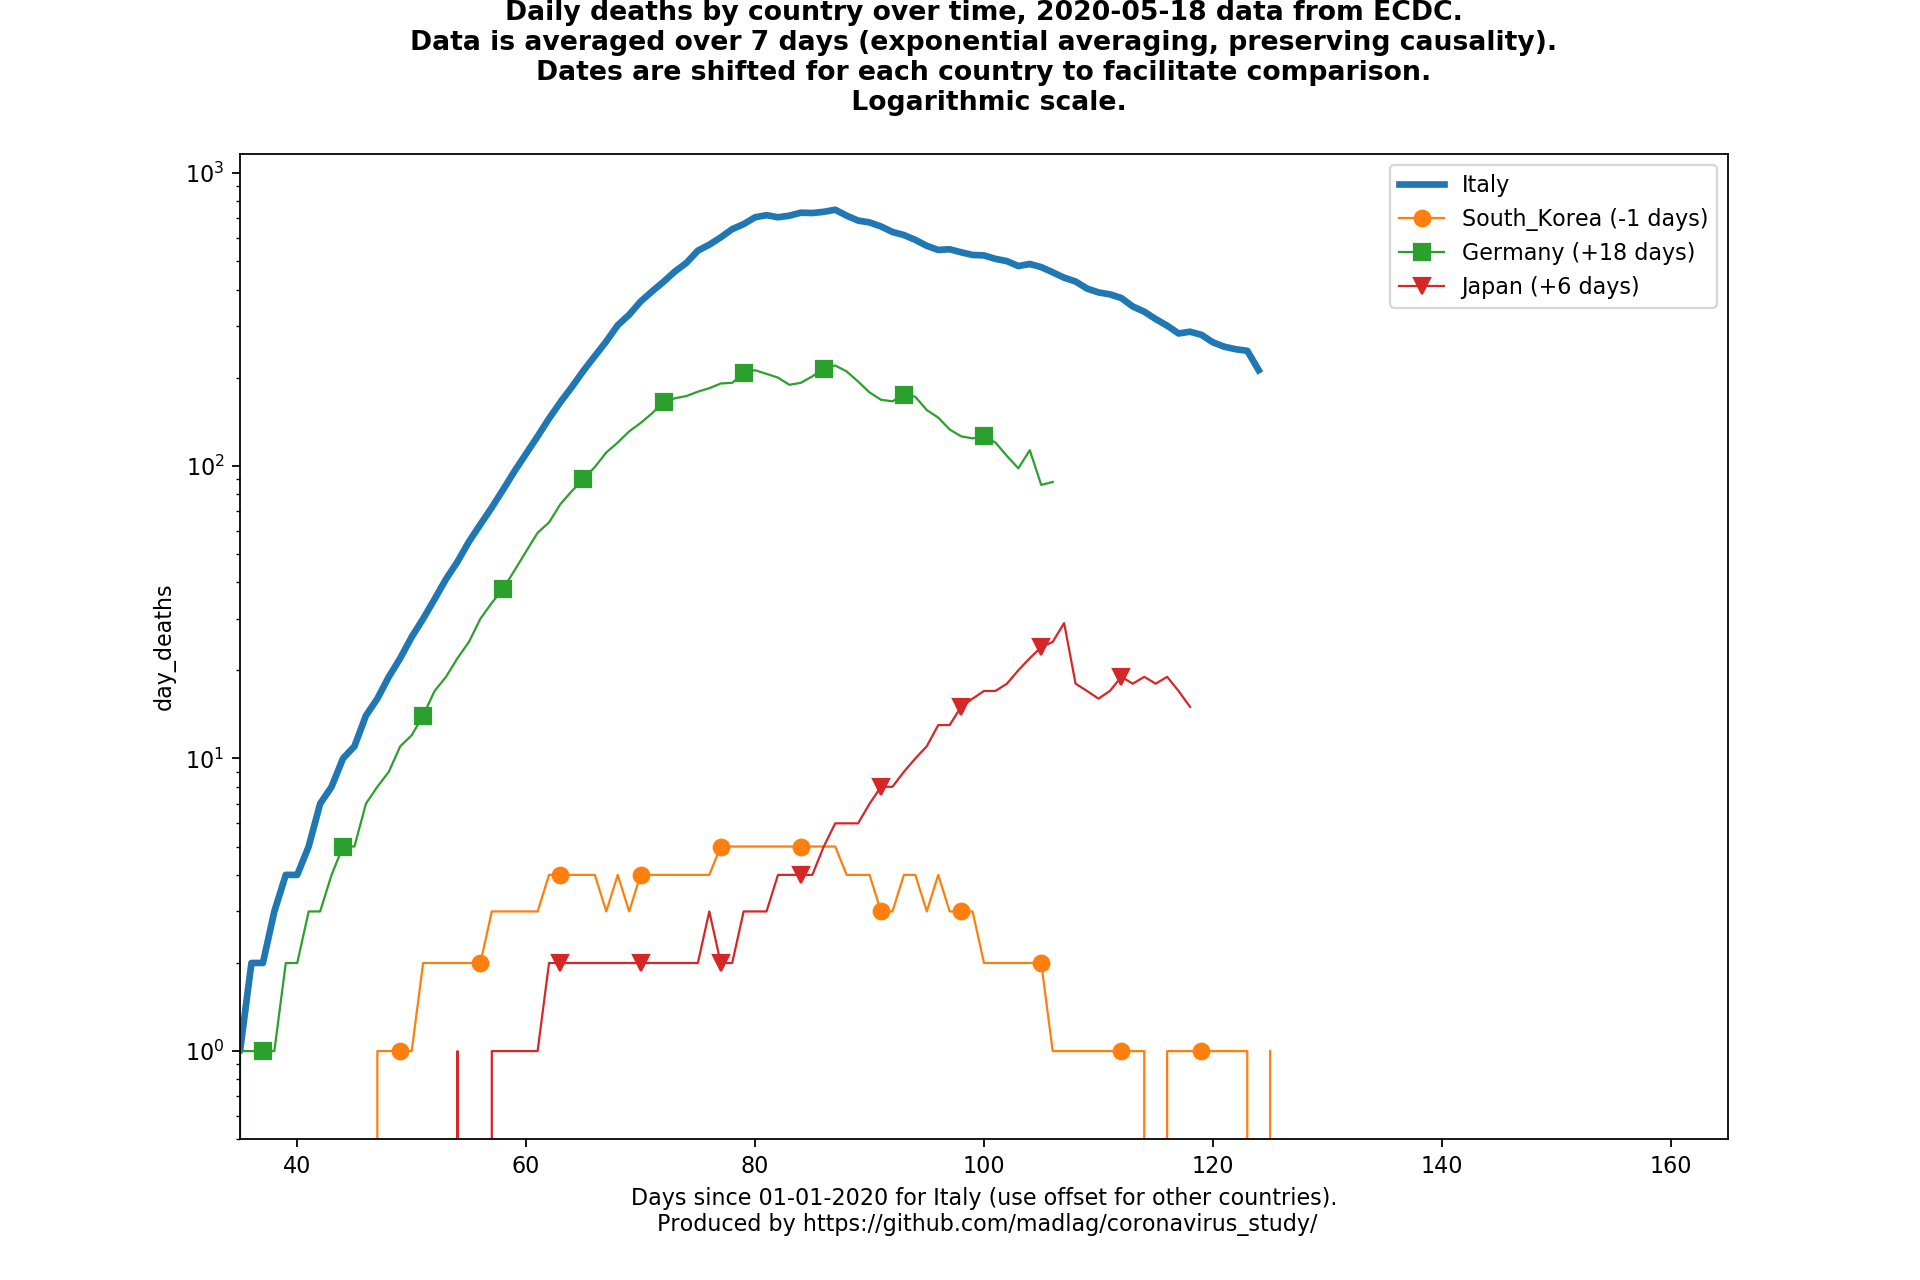 Daily deaths by country over time, 2020-05-18 data from ECDC.
Data is averaged over 7 days (exponential averaging, preserving causality).
Dates are shifted for each country to facilitate comparison.
Logarithmic scale.
10³
10²
10¹
10⁰
day_deaths
Italy
South_Korea (-1 days)
Germany (+18 days)
Japan (+6 days)
40 60 80 100 120 140 160
Days since 01-01-2020 for Italy (use offset for other countries).
Produced by https://github.com/madlag/coronavirus_study/